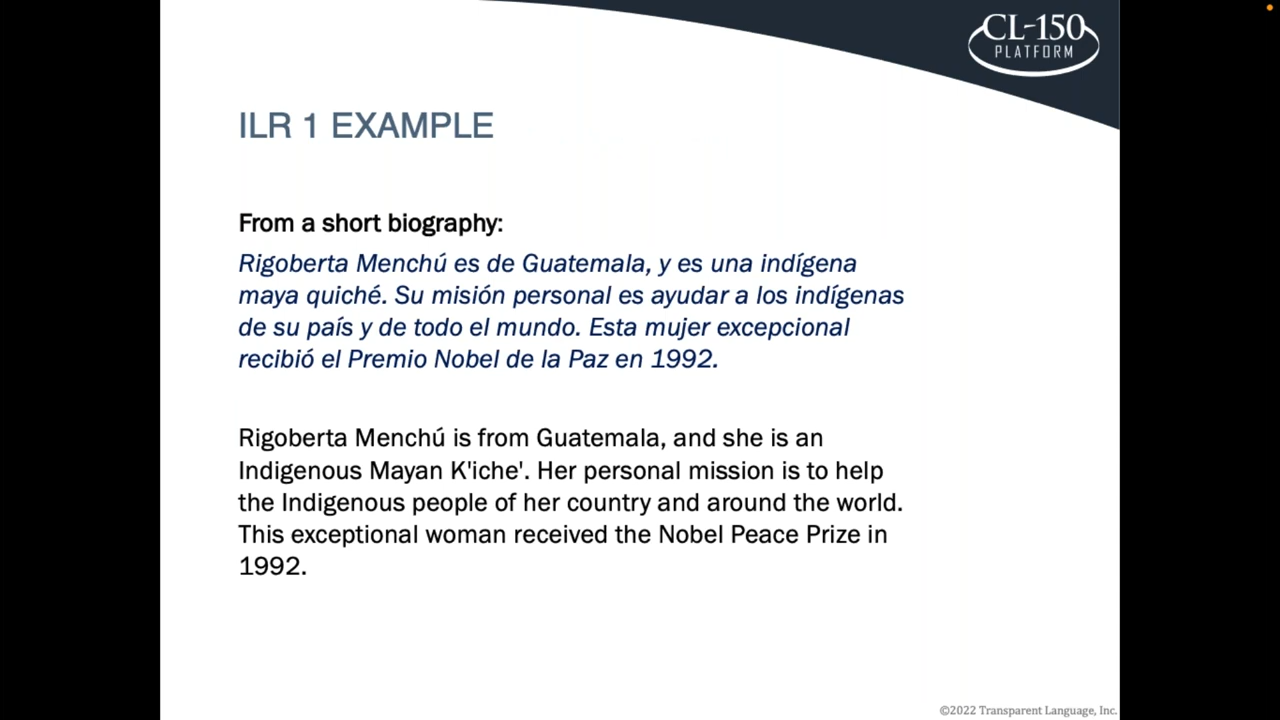 CL-150
PLATFORM
ILR 1 EXAMPLE
From a short biography:
Rigoberta Menchú es de Guatemala, y es una indígena
maya quiché. Su misión personal es ayudar a los indígenas
de su país y de todo el mundo. Esta mujer excepcional
recibió el Premio Nobel de la Paz en 1992.
Rigoberta Menchú is from Guatemala, and she is an
Indigenous Mayan K'iche'. Her personal mission is to help
the Indigenous people of her country and around the world.
This exceptional woman received the Nobel Peace Prize in
1992.
©2022 Transparent Language, Inc.